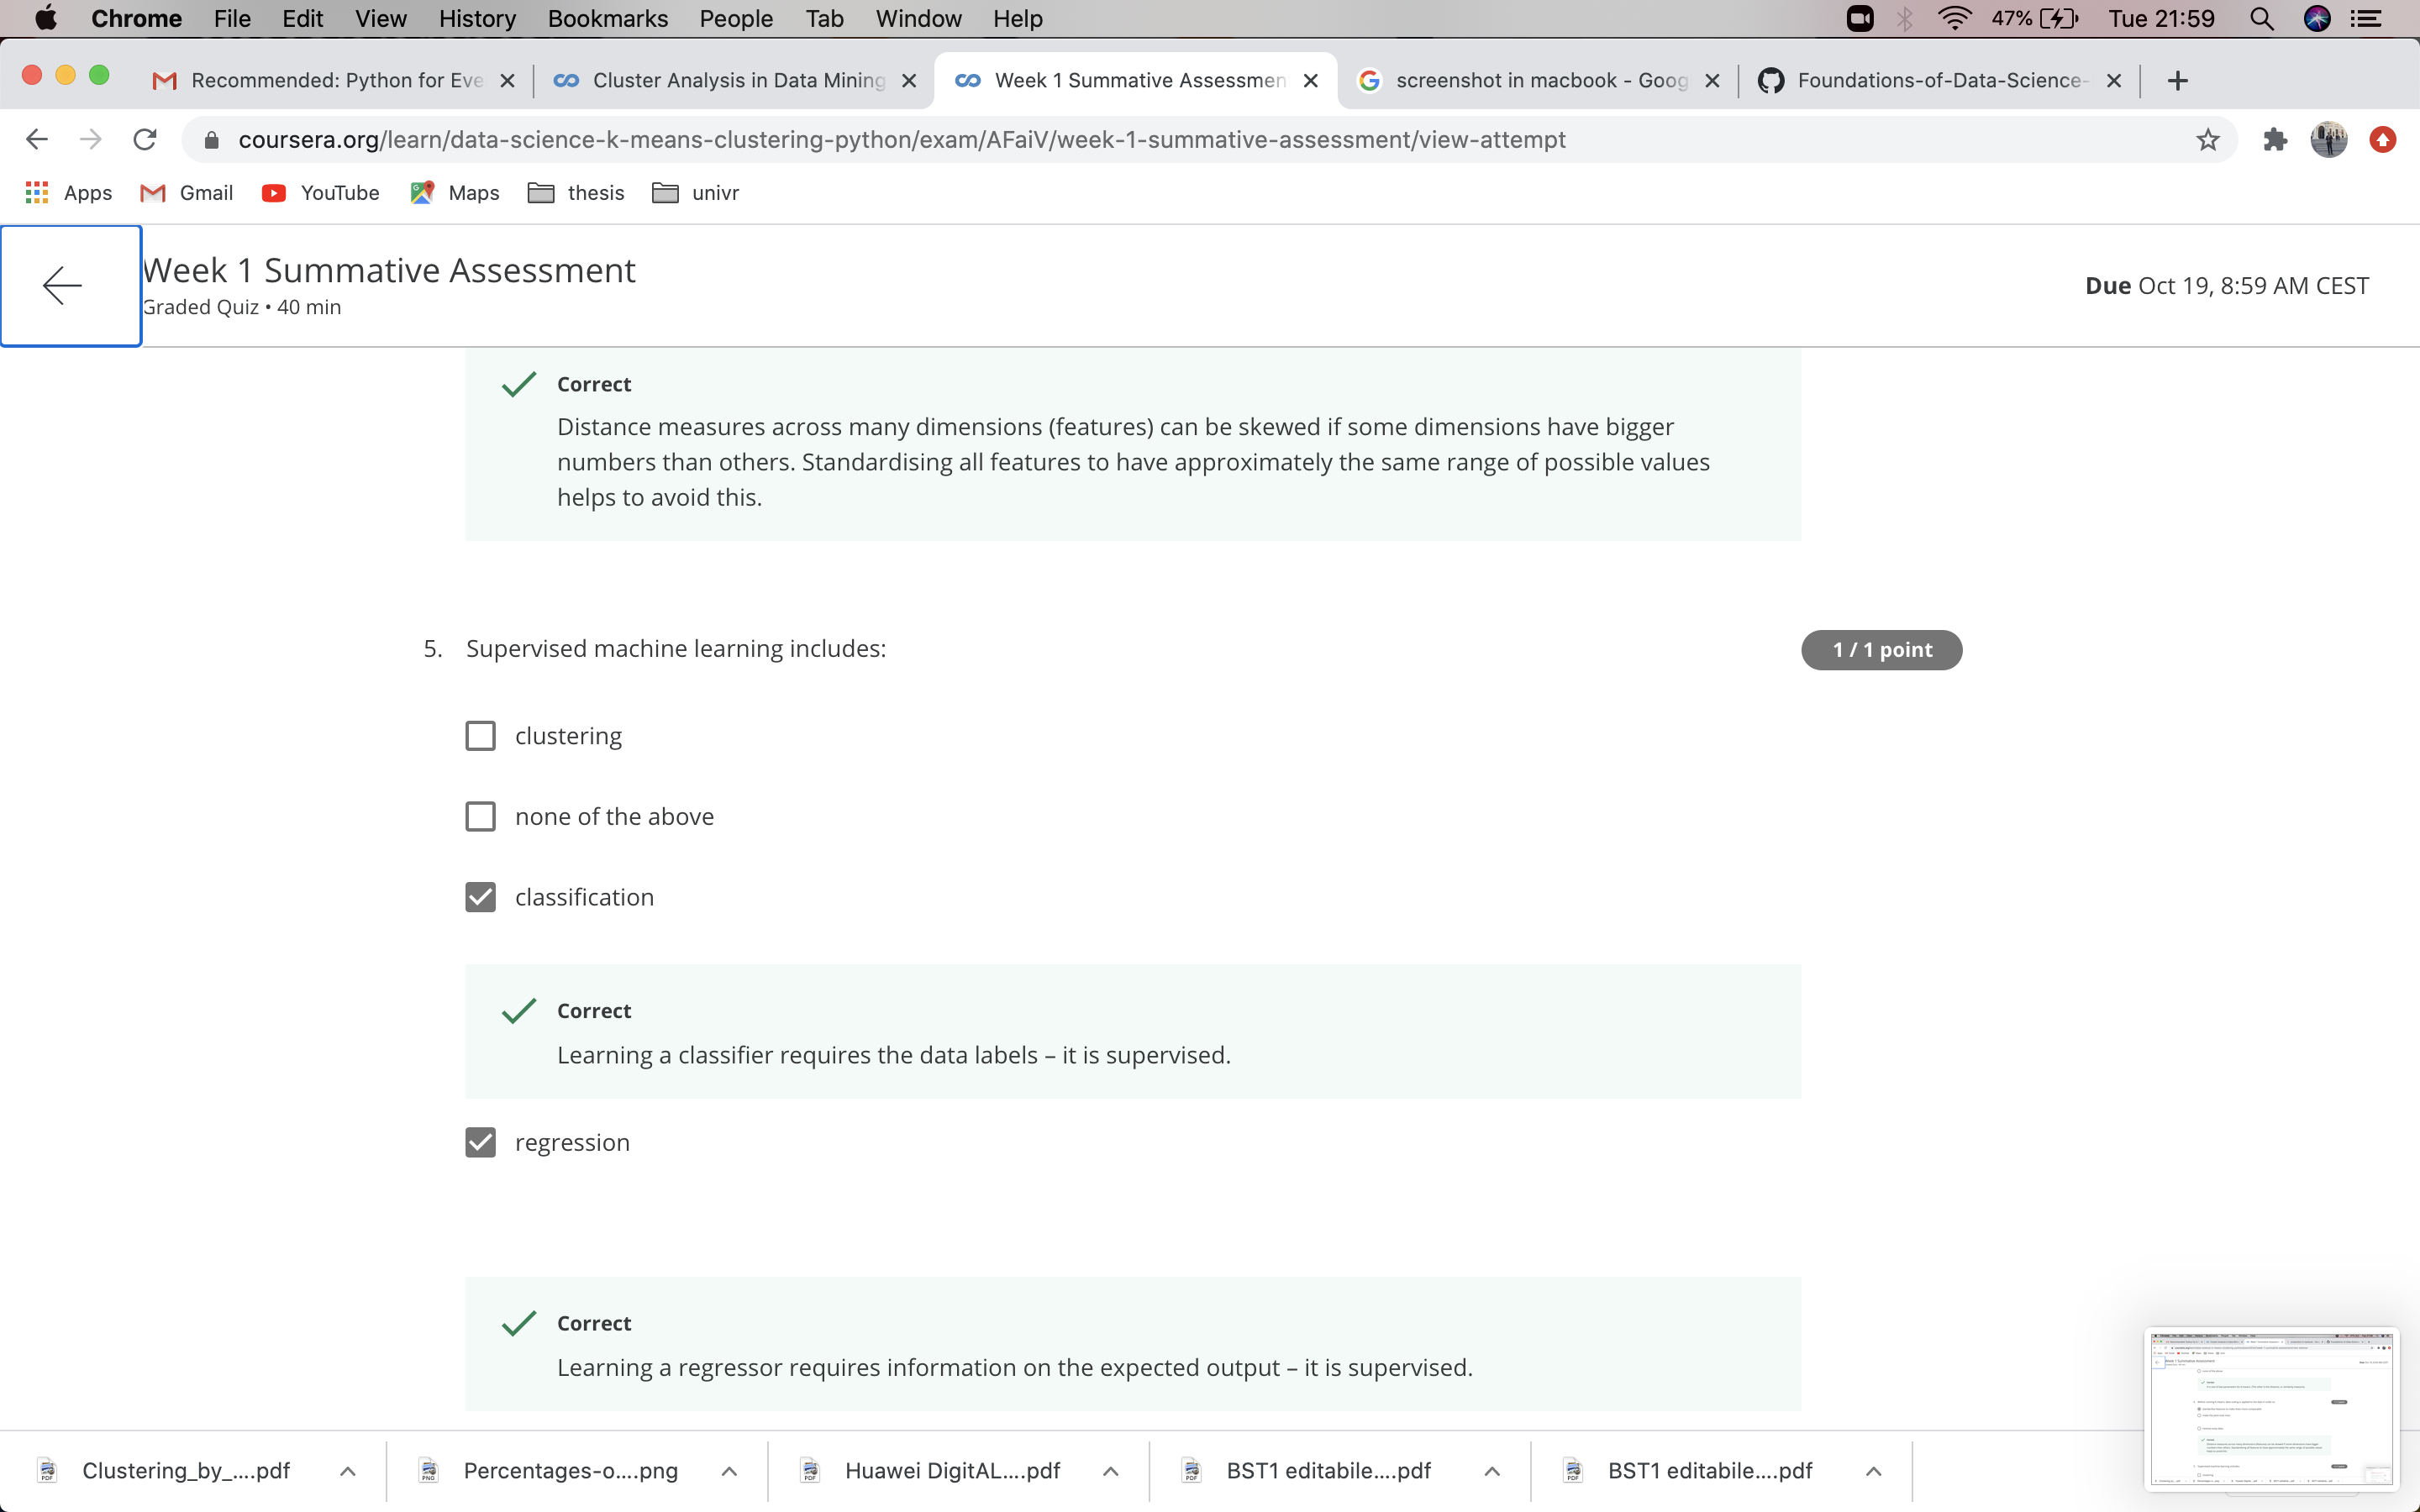 Chrome File Edit View History Bookmarks People Tab Window Help 47% Tue 21:59
Recommended: Python for Eve Cluster Analysis in Data Mining Week 1 Summative Assessmen screenshot in macbook - Goog Foundations-of-Data-Science-
coursera.org/learn/data-science-k-means-clustering-python/exam/AFaiV/week-1-summative-assessment/view-attempt
Apps Gmail YouTube Maps thesis univr
Week 1 Summative Assessment
Graded Quiz • 40 min
Due Oct 19, 8:59 AM CEST
Correct
Distance measures across many dimensions (features) can be skewed if some dimensions have bigger
numbers than others. Standardising all features to have approximately the same range of possible values
helps to avoid this.
5. Supervised machine learning includes:
1 / 1 point
clustering
none of the above
classification
Correct
Learning a classifier requires the data labels – it is supervised.
regression
Correct
Learning a regressor requires information on the expected output – it is supervised.
Clustering_by_....pdf Percentages-o....png Huawei DigitAL....pdf BST1 editabile....pdf BST1 editabile....pdf